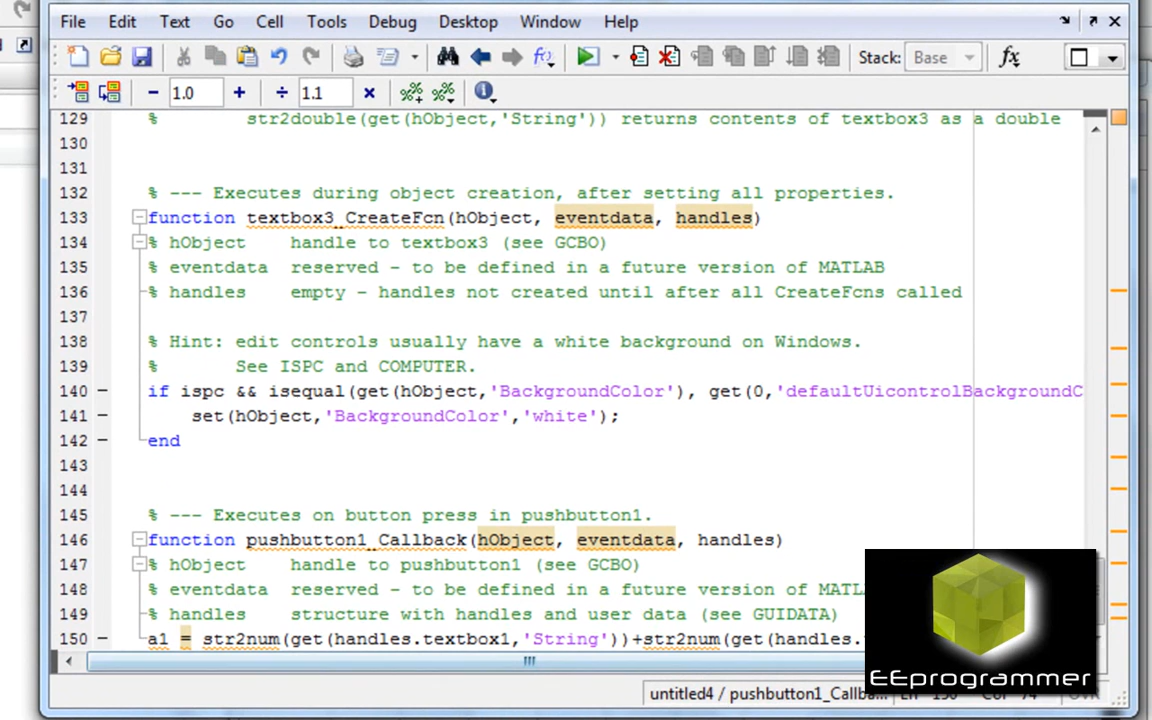 File Edit Text Go Cell Tools Debug Desktop Window Help
Stack: Base fx
1.0 1.1
129 % str2double(get(hObject,'String')) returns contents of textbox3 as a double
130
131
132 % --- Executes during object creation, after setting all properties.
133 function textbox3_CreateFcn(hObject, eventdata, handles)
134 % hObject handle to textbox3 (see GCBO)
135 % eventdata reserved - to be defined in a future version of MATLAB
136 % handles empty - handles not created until after all CreateFcns called
137
138 % Hint: edit controls usually have a white background on Windows.
139 % See ISPC and COMPUTER.
140 if ispc && isequal(get(hObject,'BackgroundColor'), get(0,'defaultUicontrolBackgroundC
141 set(hObject,'BackgroundColor','white');
142 end
143
144
145 % --- Executes on button press in pushbutton1.
146 function pushbutton1_Callback(hObject, eventdata, handles)
147 % hObject handle to pushbutton1 (see GCBO)
148 % eventdata reserved - to be defined in a future version of MATL
149 % handles structure with handles and user data (see GUIDATA)
150 a1 = str2num(get(handles.textbox1,'String'))+str2num(get(handles.
EEprogrammer
untitled4 / pushbutton1_Callba...